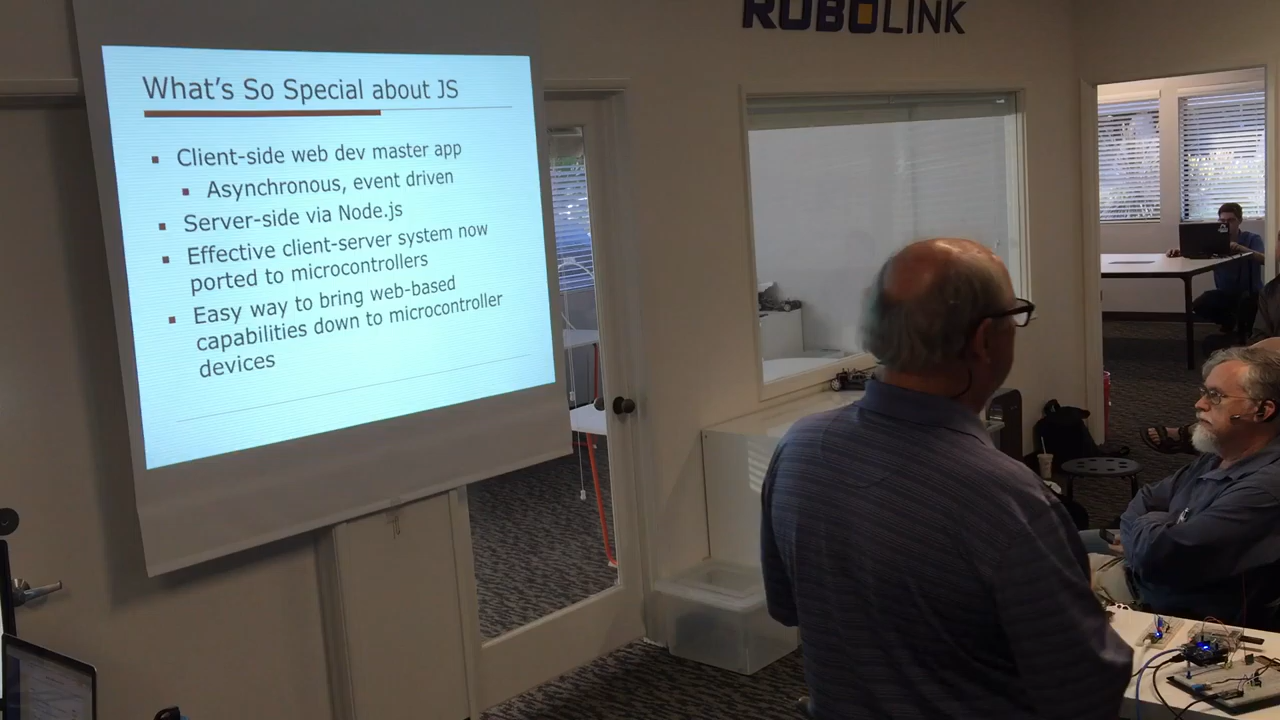 ROBOLINK
What's So Special about JS
Client-side web dev master app
Asynchronous, event driven
Server-side via Node.js
Effective client-server system now
ported to microcontrollers
Easy way to bring web-based
capabilities down to microcontroller
devices